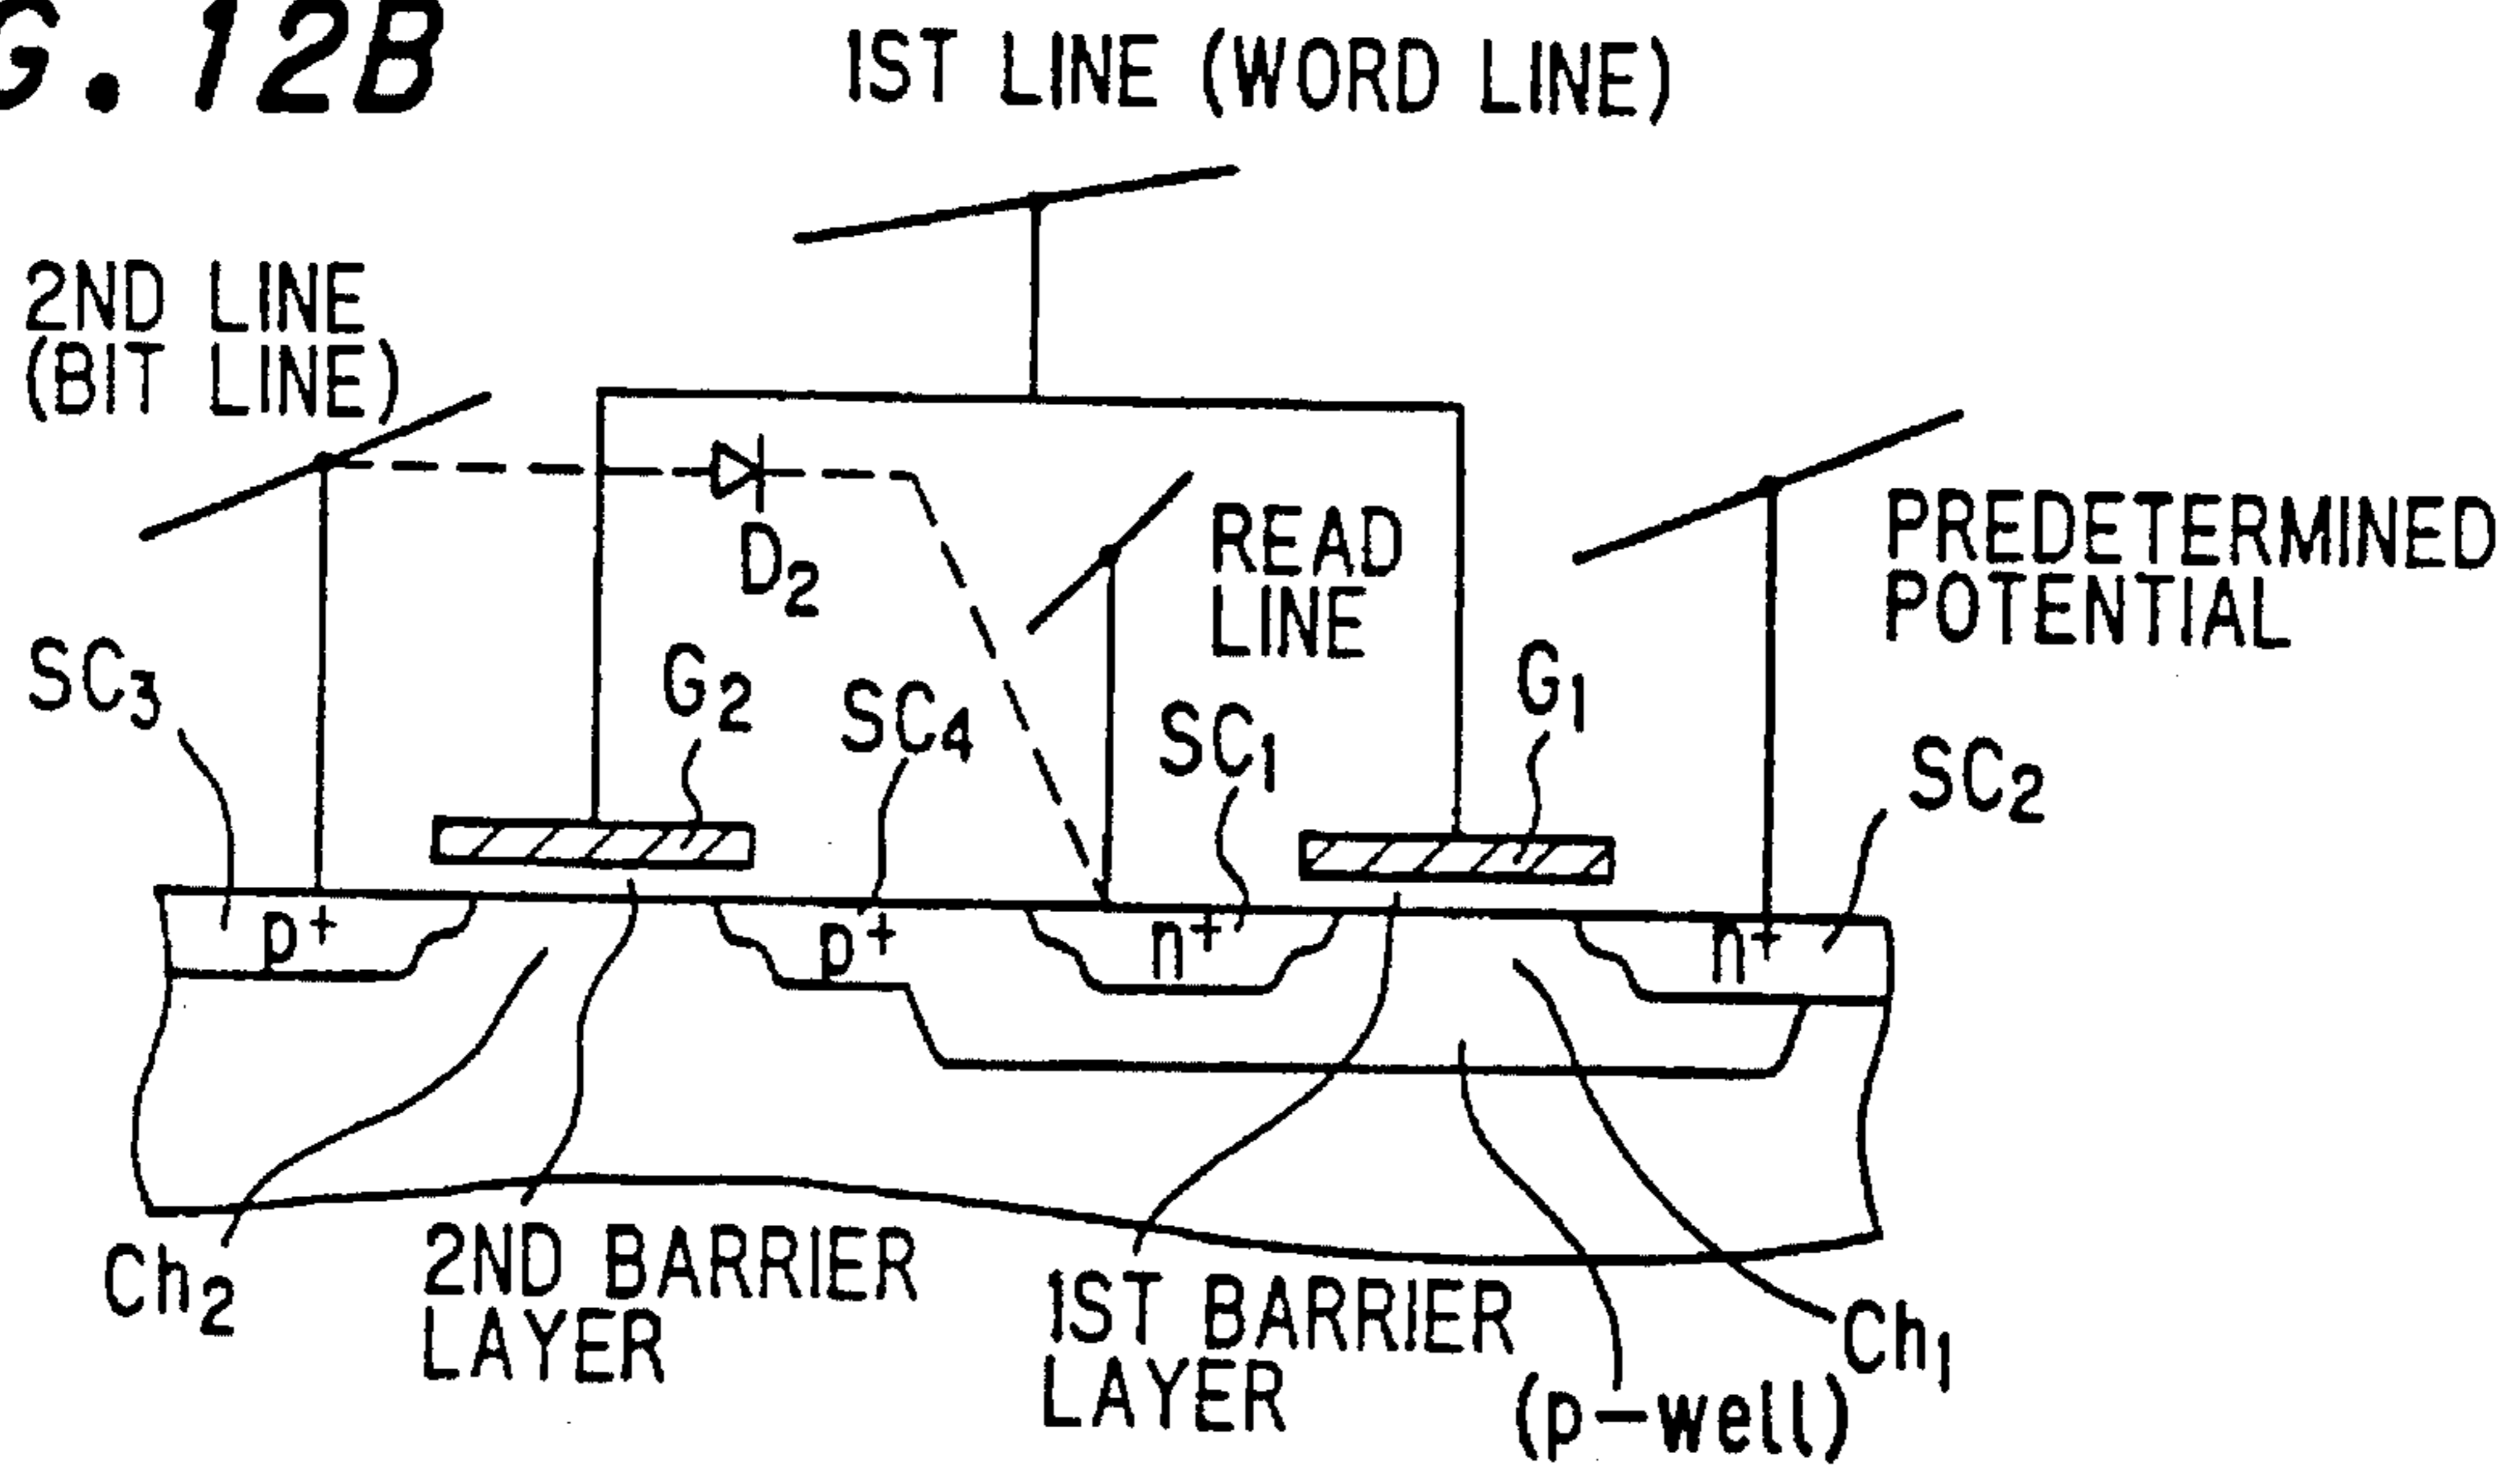 G.12B
1ST LINE (WORD LINE)
2ND LINE
(BIT LINE)
D2
READ
LINE
PREDETERMINED
POTENTIAL
SC3
G2
SC4
SC1
G1
SC2
p+
p+
n+
n+
Ch2
2ND BARRIER
LAYER
1ST BARRIER
LAYER
(p-well)
Ch1